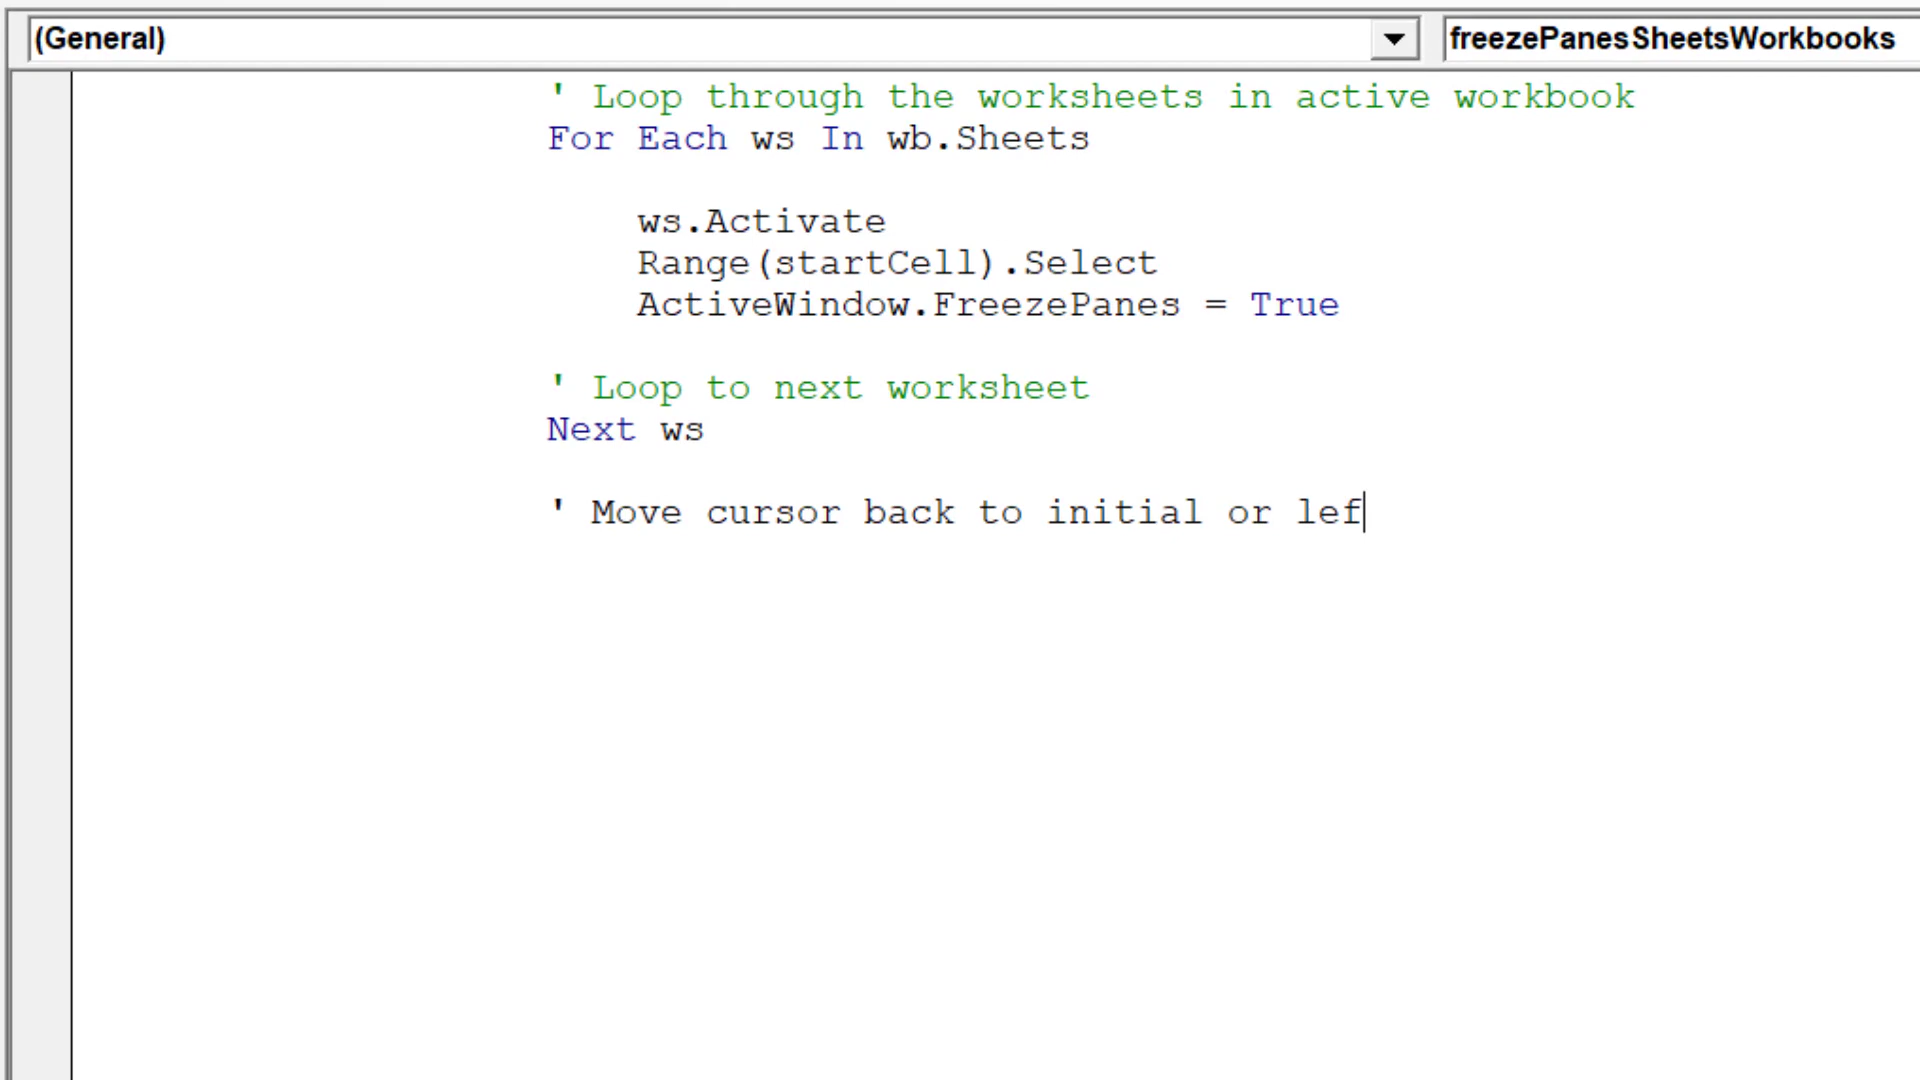 (General)
freezePanesSheetsWorkbooks
' Loop through the worksheets in active workbook
For Each ws In wb.Sheets
ws.Activate
Range(startCell).Select
ActiveWindow.FreezePanes = True
' Loop to next worksheet
Next ws
' Move cursor back to initial or lef